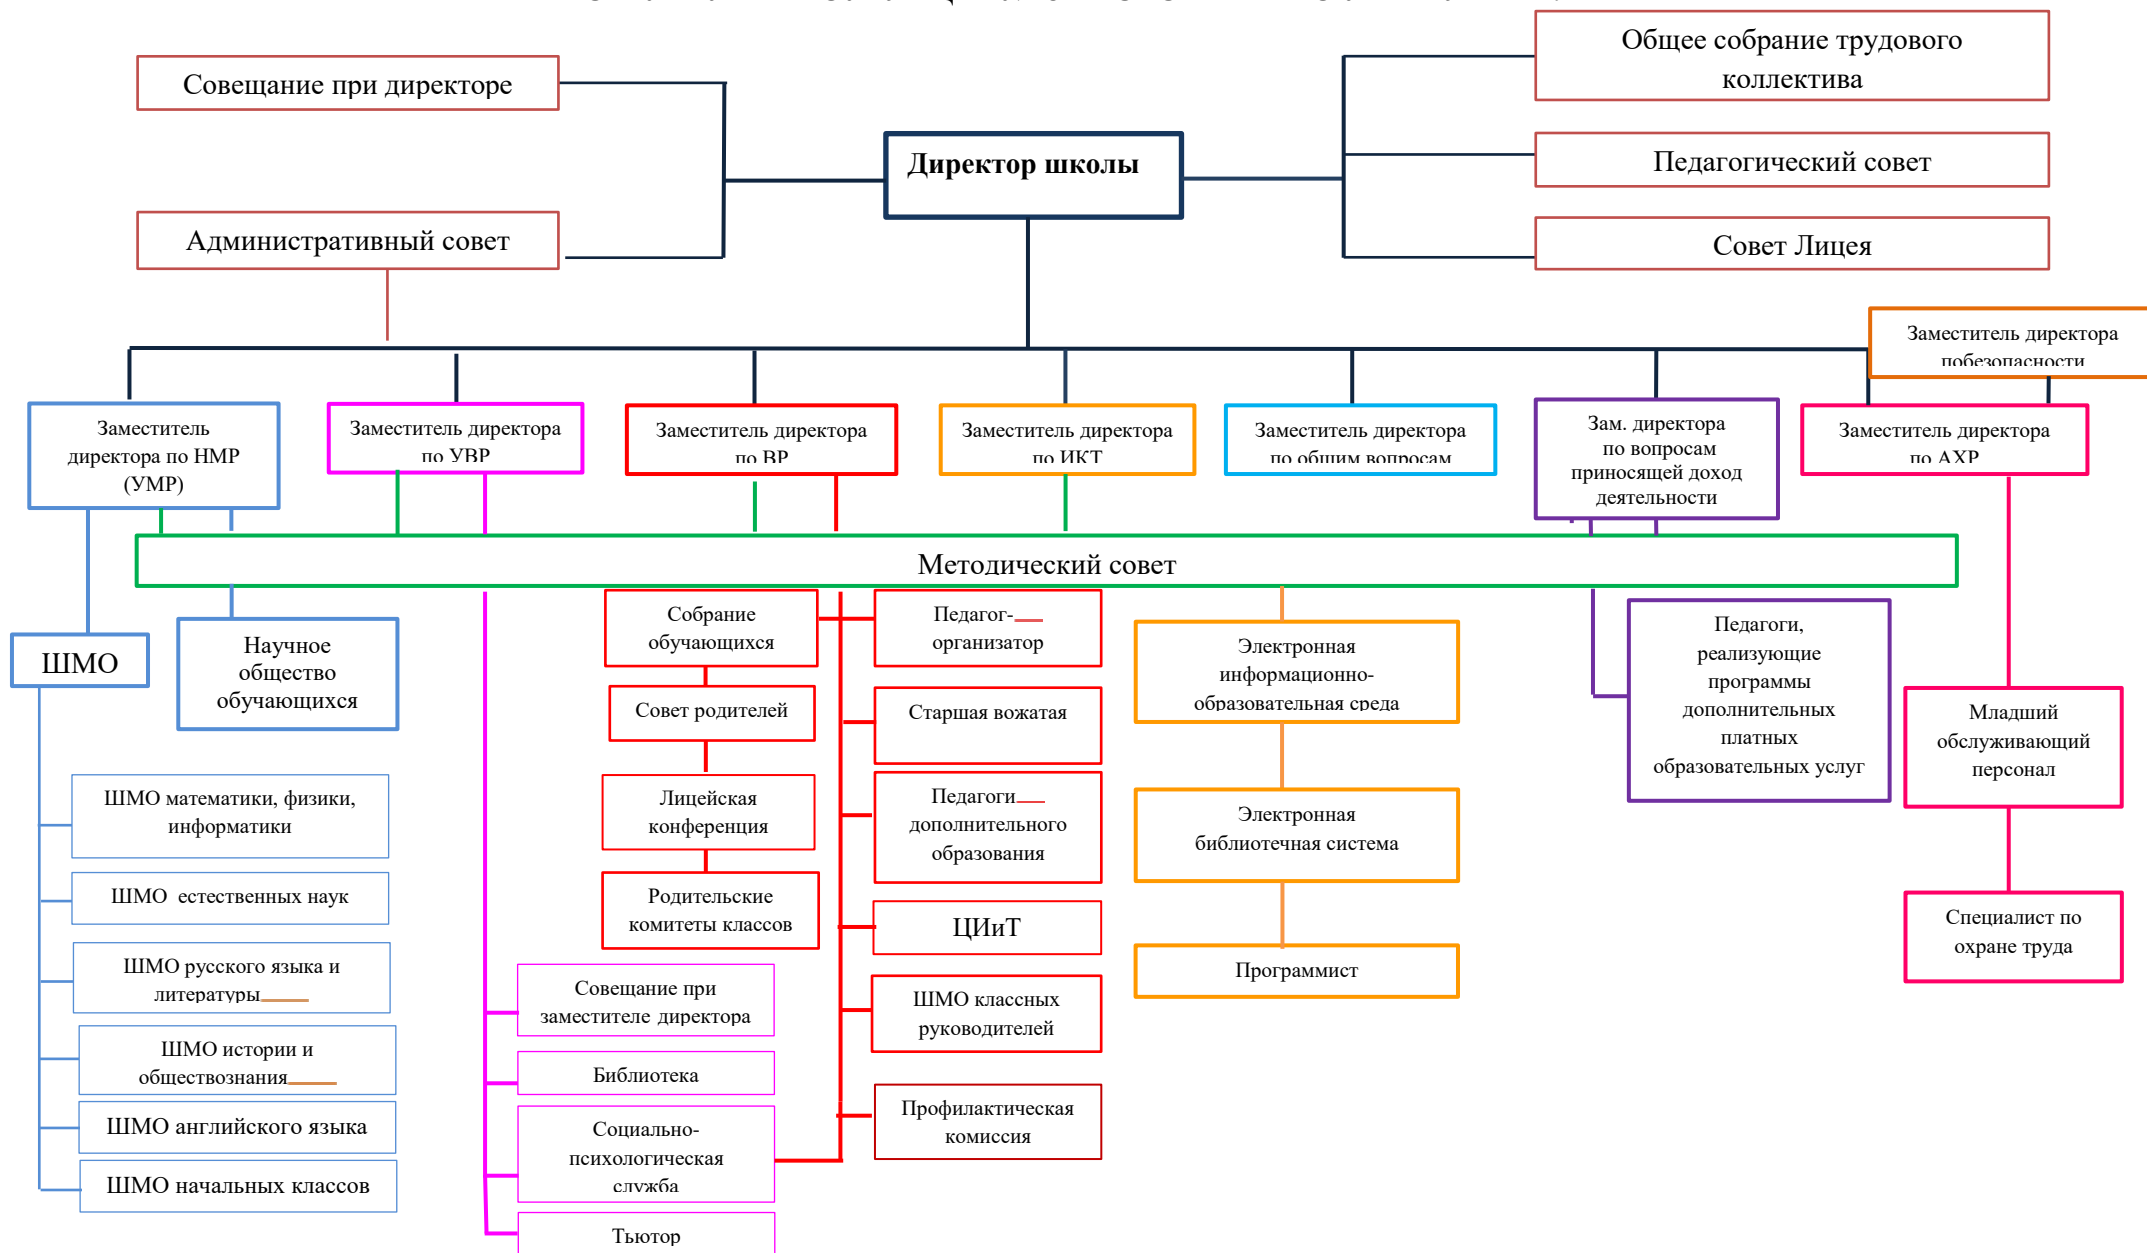 Общее собрание трудового
коллектива
Совещание при директоре
Директор школы
Педагогический совет
Административный совет
Совет Лицея
Заместитель директора
побезопасности
Заместитель
директора по НМР
(УМР)
Заместитель директора
по УВР
Заместитель директора
по ВР
Заместитель директора
по ИКТ
Заместитель директора
по общим вопросам
Зам. директора
по вопросам
приносящей доход
деятельности
Заместитель директора
по АХР
Методический совет
ШМО
Научное
общество
обучающихся
ШМО математики, физики,
информатики
ШМО естественных наук
ШМО русского языка и
литературы
ШМО истории и
обществознания
ШМО английского языка
ШМО начальных классов
Совещание при
заместителе директора
Библиотека
Социально-
психологическая
служба
Тьютор
Собрание
обучающихся
Совет родителей
Лицейская
конференция
Родительские
комитеты классов
Педагог-
организатор
Старшая вожатая
Педагоги
дополнительного
образования
ЦИиТ
ШМО классных
руководителей
Профилактическая
комиссия
Электронная
информационно-
образовательная среда
Электронная
библиотечная система
Программист
Педагоги,
реализующие
программы
дополнительных
платных
образовательных услуг
Младший
обслуживающий
персонал
Специалист по
охране труда